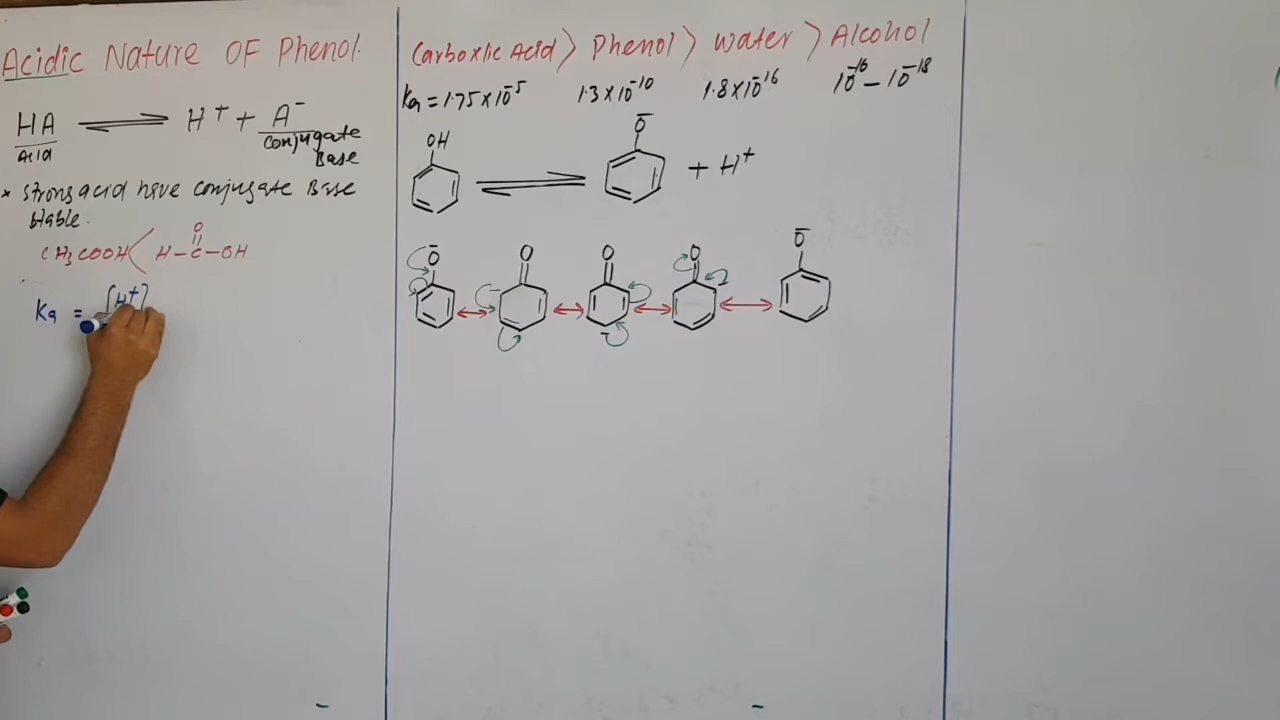 Acidic Nature OF Phenol.
HA ⇌ H⁺ + A⁻
Acid
Conjugate
Base
* Strong acid have conjugate Base
Stable.
CH₃COOH < H-C-OH
O
Ka = [H⁺]
Carboxlic Acid > Phenol > Water > Alcohol
Ka = 1.75×10⁻⁵ 1.3×10⁻¹⁰ 1.8×10⁻¹⁶ 10⁻¹⁶ - 10⁻¹⁸
OH O⁻ + H⁺
O⁻ O O O O⁻